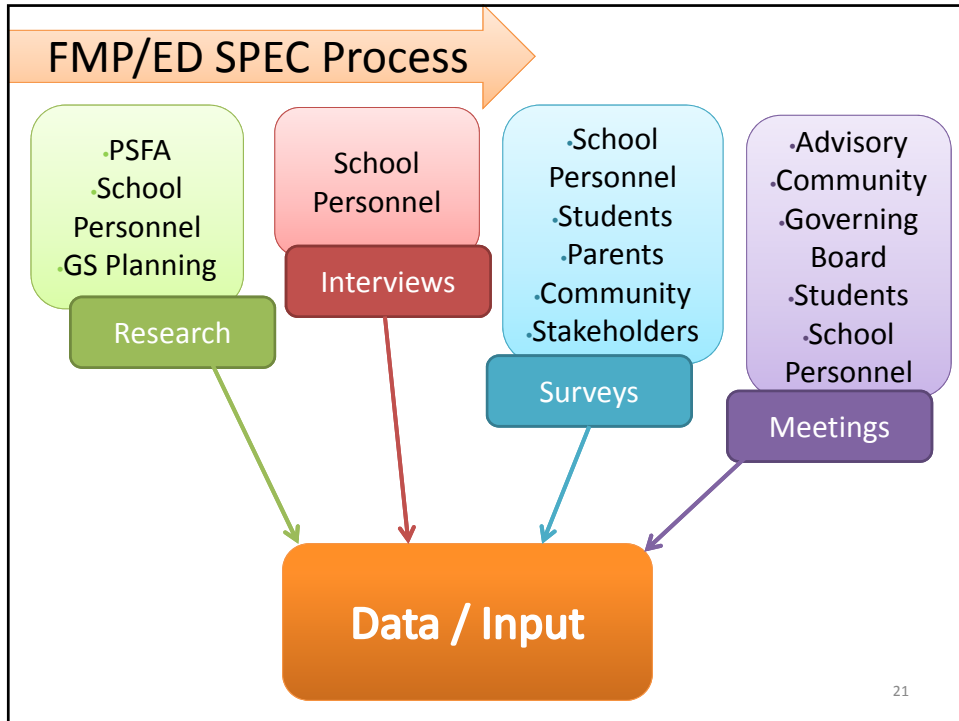 FMP/ED SPEC Process
•PSFA
•School
Personnel
•GS Planning
Research
School
Personnel
Interviews
•School
Personnel
•Students
•Parents
•Community
•Stakeholders
Surveys
•Advisory
•Community
•Governing
Board
•Students
•School
Personnel
Meetings
Data / Input
21